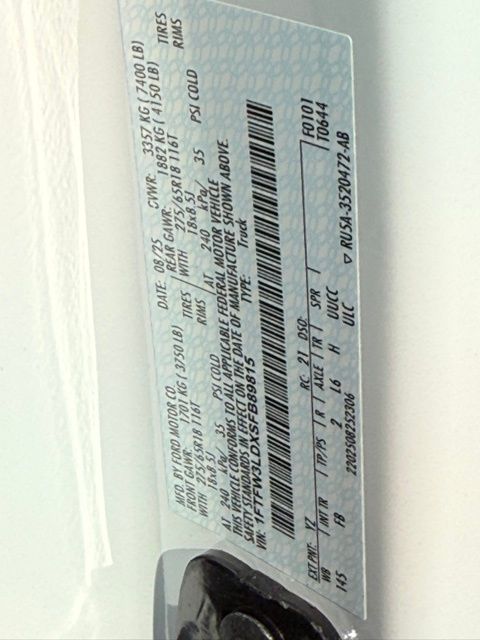 MFD. BY FORD MOTOR CO.
DATE: 08/25 GVWR: 3357 KG ( 7400 LB)
FRONT GAWR: 1701 KG ( 3750 LB) REAR GAWR: 1882 KG ( 4150 LB)
WITH 275/65R18 116T TIRES WITH 275/65R18 116T TIRES
18x8.5J RIMS 18x8.5J RIMS
AT 240 kPa/ 35 PSI COLD AT 240 kPa/ 35 PSI COLD
THIS VEHICLE CONFORMS TO ALL APPLICABLE FEDERAL MOTOR VEHICLE
SAFETY STANDARDS IN EFFECT ON THE DATE OF MANUFACTURE SHOWN ABOVE.
VIN: 1FTFW3LDXSFB89815 TYPE: Truck
F0101
T0644
EXT PNT: YZ RC: 21 DSO:
WB INT TR TP/PS R AXLE TR SPR
145 FB 2 L6 H UUCC
ULC
2202508252306
▽ RU5A-3520472-AB